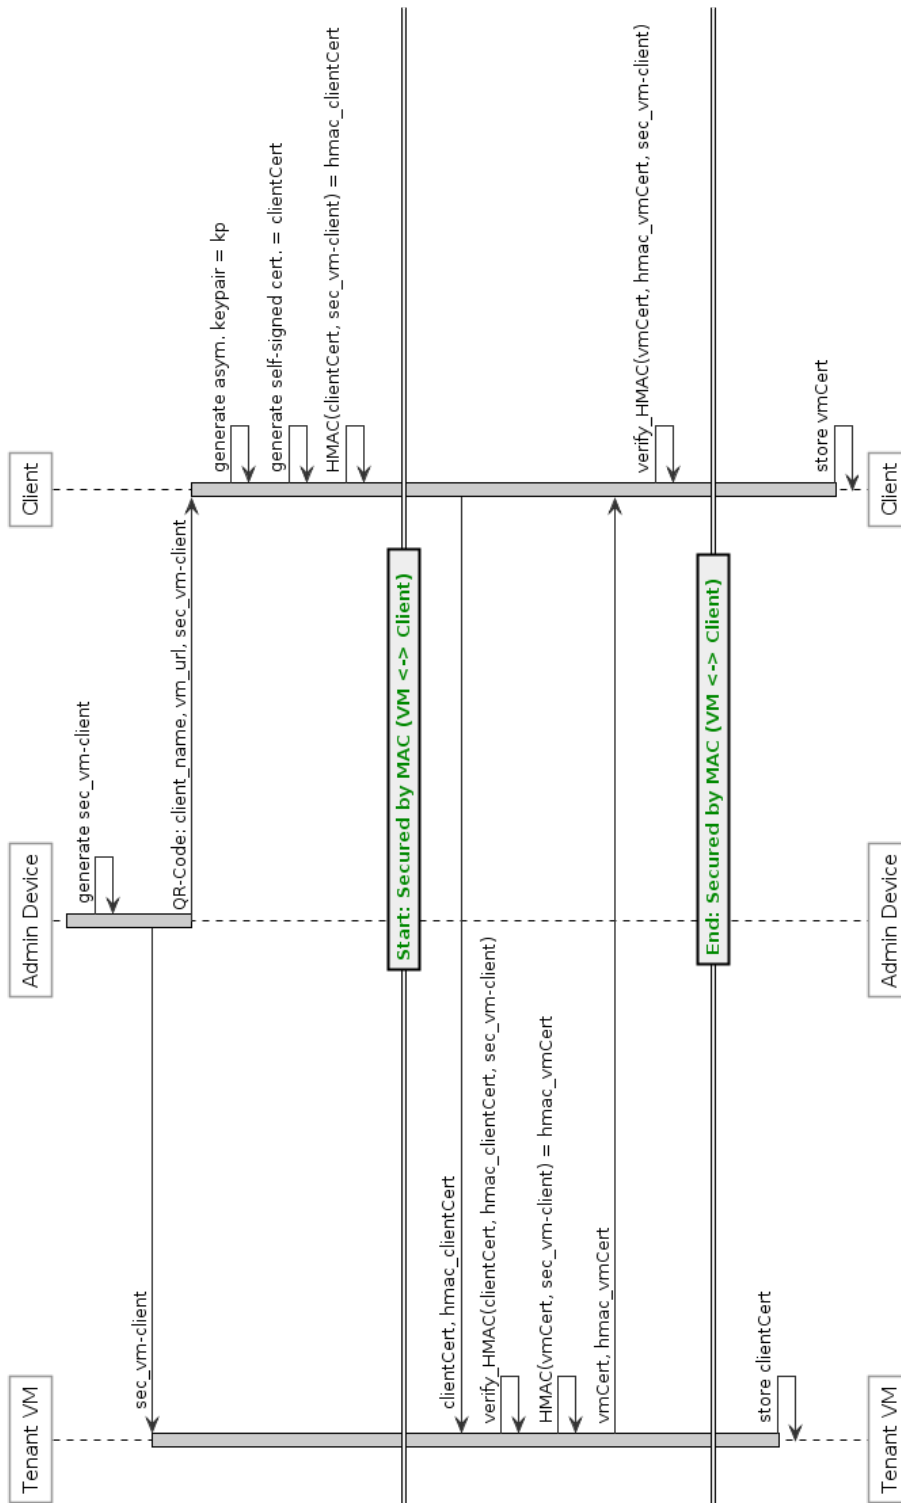 Tenant VM
Admin Device
Client
generate sec_vm-client
sec_vm-client
QR-Code: client_name, vm_url, sec_vm-client
generate asym. keypair = kp
generate self-signed cert. = clientCert
HMAC(clientCert, sec_vm-client) = hmac_clientCert
Start: Secured by MAC (VM <-> Client)
clientCert, hmac_clientCert
verify_HMAC(clientCert, hmac_clientCert, sec_vm-client)
HMAC(vmCert, sec_vm-client) = hmac_vmCert
vmCert, hmac_vmCert
verify_HMAC(vmCert, hmac_vmCert, sec_vm-client)
End: Secured by MAC (VM <-> Client)
store clientCert
store vmCert
Tenant VM
Admin Device
Client